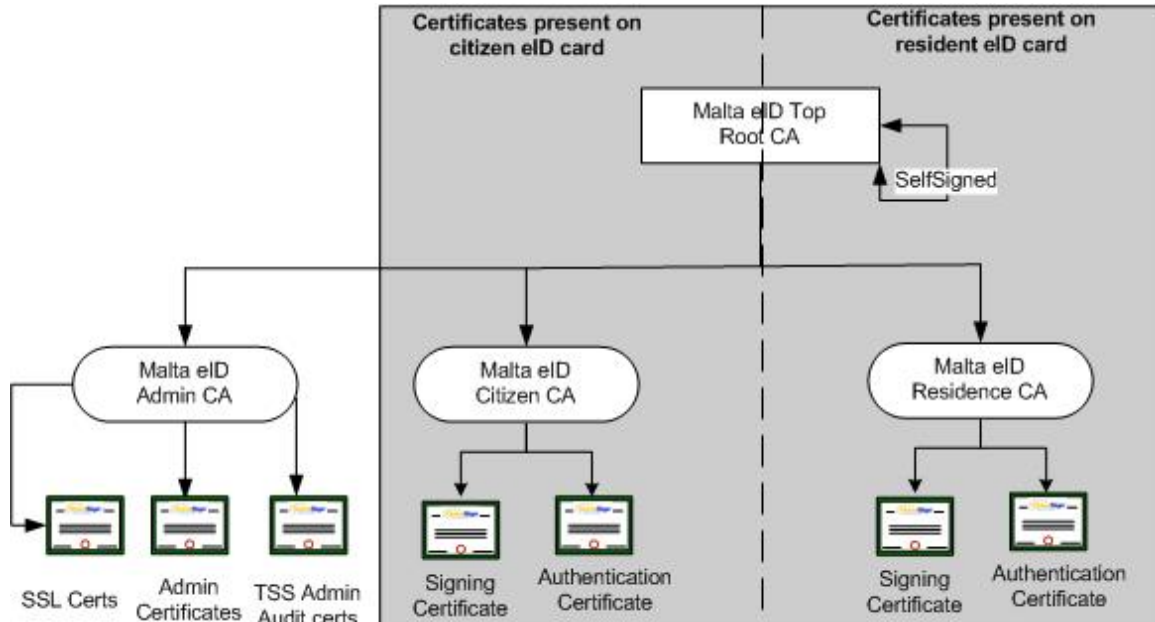 Certificates present on
citizen eID card
Certificates present on
resident eID card
Malta eID Top
Root CA
SelfSigned
Malta eID
Admin CA
Malta eID
Citizen CA
Malta eID
Residence CA
SSL Certs
Admin
Certificates
TSS Admin
Audit certs
Signing
Certificate
Authentication
Certificate
Signing
Certificate
Authentication
Certificate